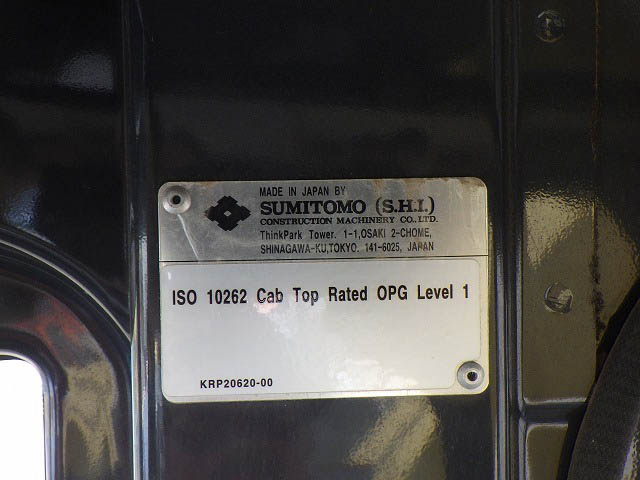 MADE IN JAPAN BY
SUMITOMO (S.H.I.)
CONSTRUCTION MACHINERY CO., LTD.
ThinkPark Tower. 1-1,OSAKI 2-CHOME,
SHINAGAWA-KU,TOKYO. 141-6025, JAPAN
ISO 10262 Cab Top Rated OPG Level 1
KRP20620-00